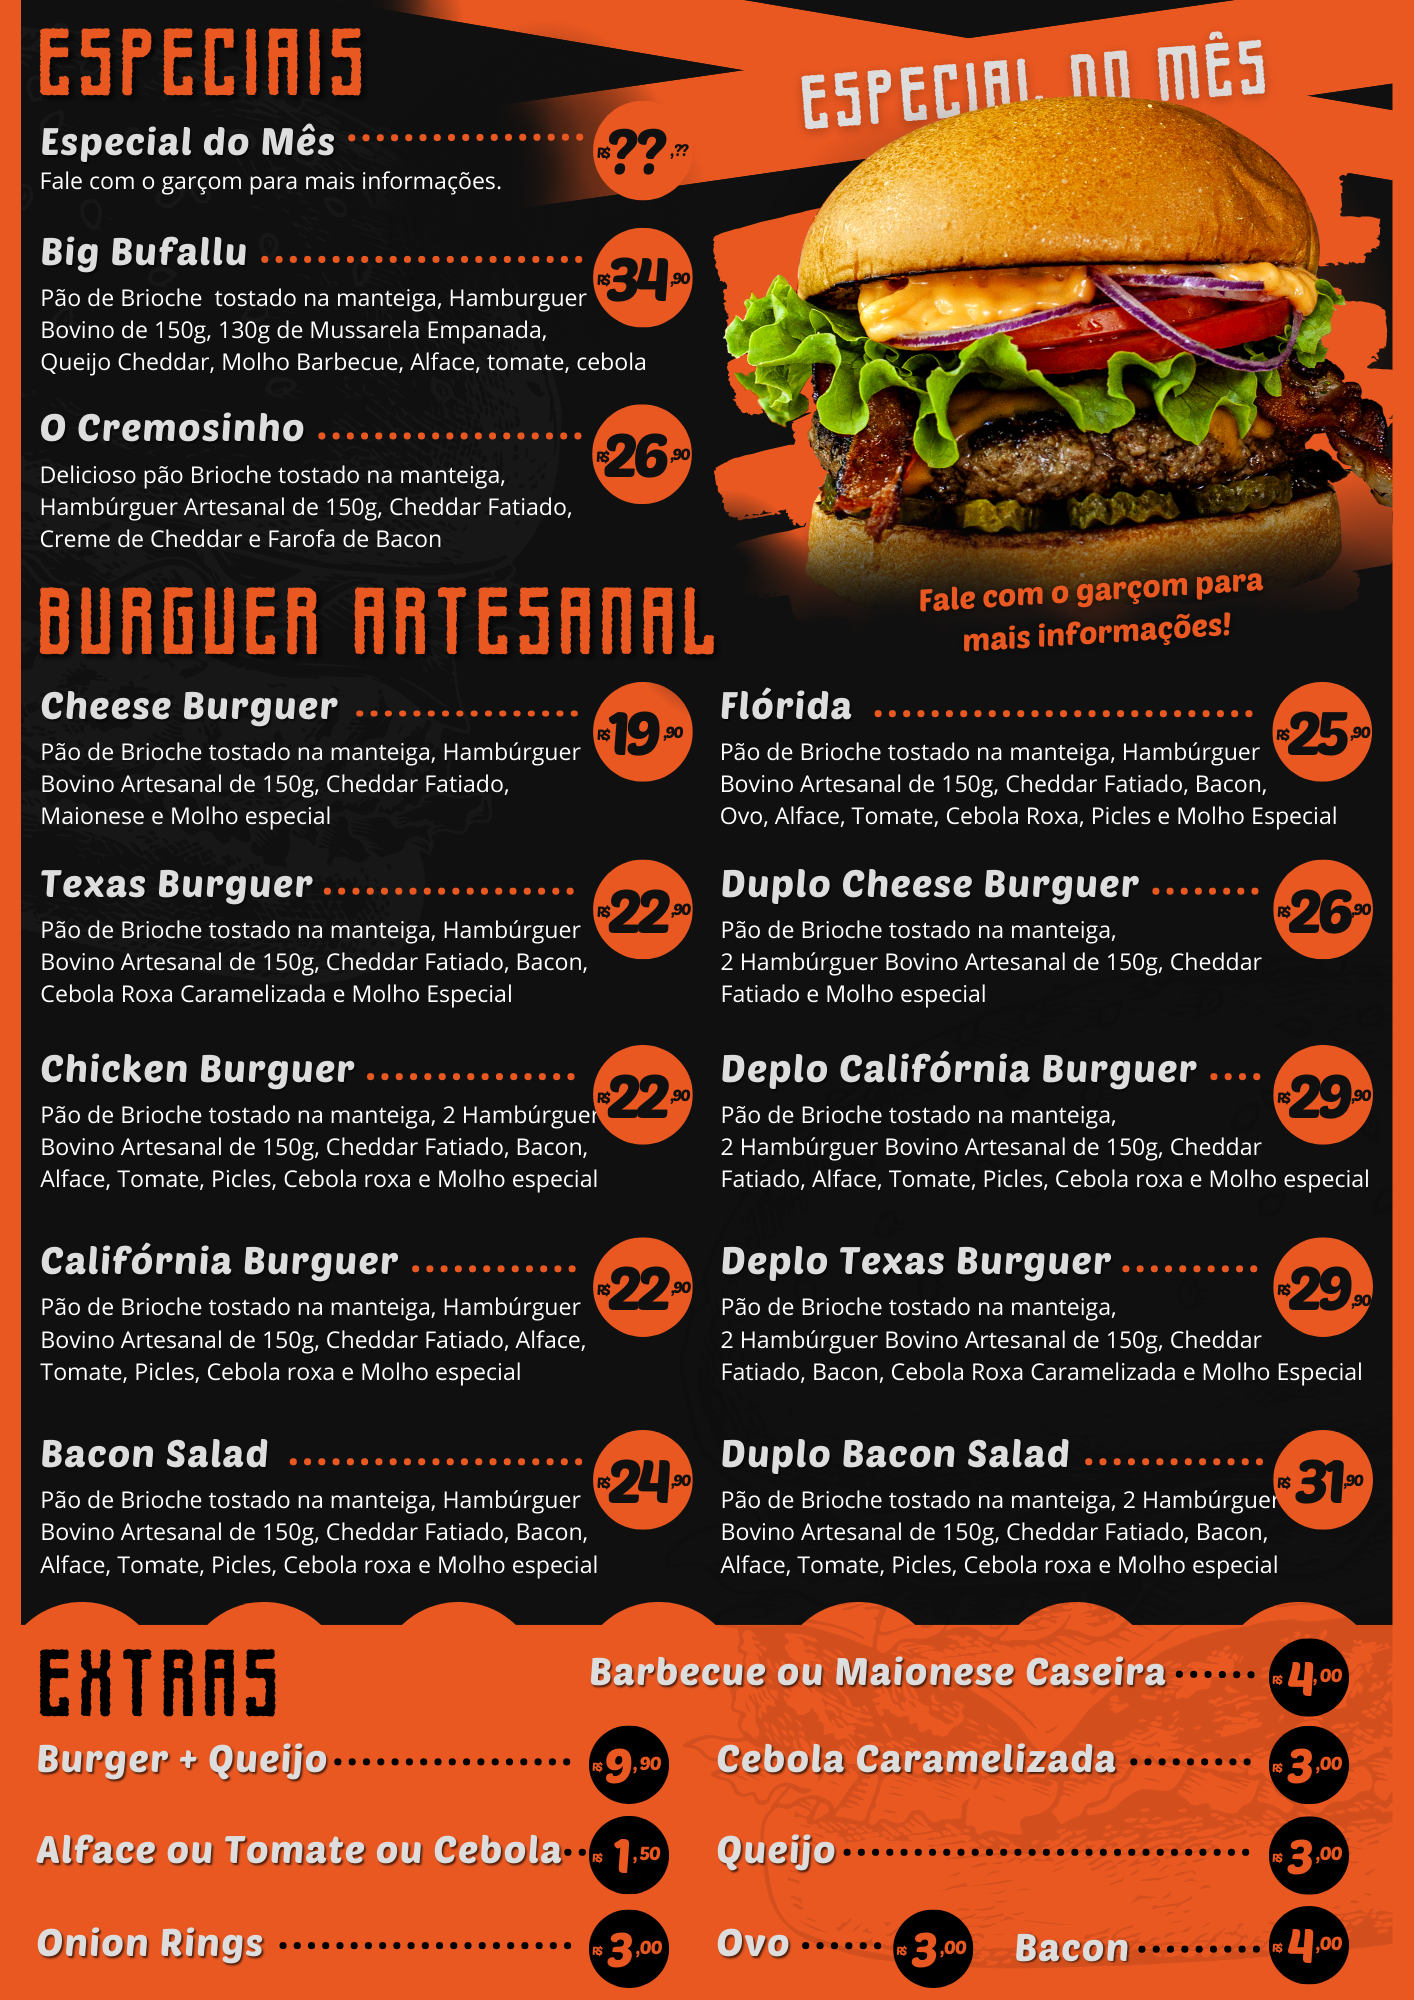 ESPECIAIS
Especial do Mês
R$??,??
Fale com o garçom para mais informações.
Big Bufallu
R$34,90
Pão de Brioche  tostado na manteiga, Hamburguer
Bovino de 150g, 130g de Mussarela Empanada,
Queijo Cheddar, Molho Barbecue, Alface, tomate, cebola
O Cremosinho
R$26,90
Delicioso pão Brioche tostado na manteiga,
Hambúrguer Artesanal de 150g, Cheddar Fatiado,
Creme de Cheddar e Farofa de Bacon
ESPECIAL DO MÊS
Fale com o garçom para
mais informações!
BURGUER ARTESANAL
Cheese Burguer
R$19,90
Pão de Brioche tostado na manteiga, Hambúrguer
Bovino Artesanal de 150g, Cheddar Fatiado,
Maionese e Molho especial
Texas Burguer
R$22,90
Pão de Brioche tostado na manteiga, Hambúrguer
Bovino Artesanal de 150g, Cheddar Fatiado, Bacon,
Cebola Roxa Caramelizada e Molho Especial
Chicken Burguer
R$22,90
Pão de Brioche tostado na manteiga, 2 Hambúrguer
Bovino Artesanal de 150g, Cheddar Fatiado, Bacon,
Alface, Tomate, Picles, Cebola roxa e Molho especial
Califórnia Burguer
R$22,90
Pão de Brioche tostado na manteiga, Hambúrguer
Bovino Artesanal de 150g, Cheddar Fatiado, Alface,
Tomate, Picles, Cebola roxa e Molho especial
Bacon Salad
R$24,90
Pão de Brioche tostado na manteiga, Hambúrguer
Bovino Artesanal de 150g, Cheddar Fatiado, Bacon,
Alface, Tomate, Picles, Cebola roxa e Molho especial
Flórida
R$25,90
Pão de Brioche tostado na manteiga, Hambúrguer
Bovino Artesanal de 150g, Cheddar Fatiado, Bacon,
Ovo, Alface, Tomate, Cebola Roxa, Picles e Molho Especial
Duplo Cheese Burguer
R$26,90
Pão de Brioche tostado na manteiga,
2 Hambúrguer Bovino Artesanal de 150g, Cheddar
Fatiado e Molho especial
Deplo Califórnia Burguer
R$29,90
Pão de Brioche tostado na manteiga,
2 Hambúrguer Bovino Artesanal de 150g, Cheddar
Fatiado, Alface, Tomate, Picles, Cebola roxa e Molho especial
Deplo Texas Burguer
R$29,90
Pão de Brioche tostado na manteiga,
2 Hambúrguer Bovino Artesanal de 150g, Cheddar
Fatiado, Bacon, Cebola Roxa Caramelizada e Molho Especial
Duplo Bacon Salad
R$31,90
Pão de Brioche tostado na manteiga, 2 Hambúrguer
Bovino Artesanal de 150g, Cheddar Fatiado, Bacon,
Alface, Tomate, Picles, Cebola roxa e Molho especial
EXTRAS
Barbecue ou Maionese Caseira
R$4,00
Burger + Queijo
R$9,90
Cebola Caramelizada
R$3,00
Alface ou Tomate ou Cebola
R$1,50
Queijo
R$3,00
Onion Rings
R$3,00
Ovo
R$3,00
Bacon
R$4,00